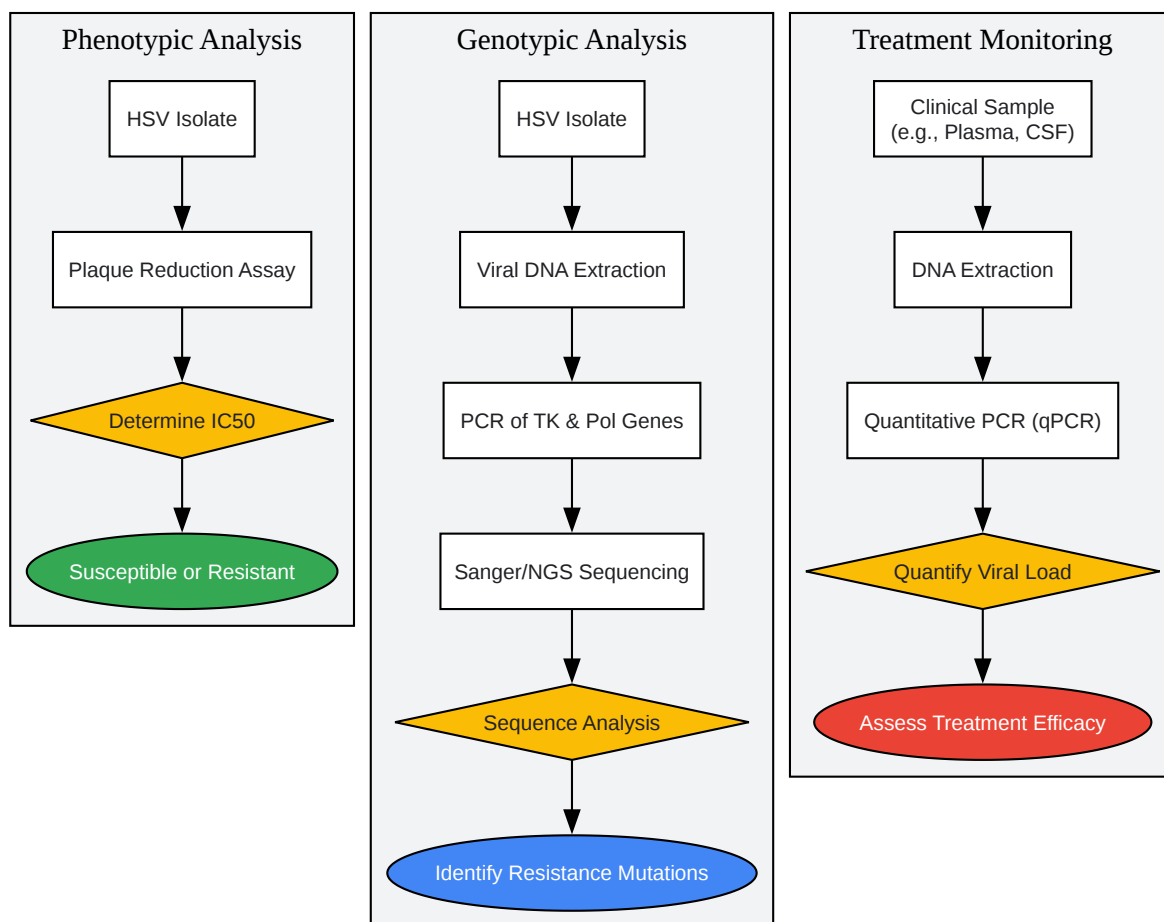 Phenotypic Analysis
HSV Isolate
Plaque Reduction Assay
Determine IC50
Susceptible or Resistant
Genotypic Analysis
HSV Isolate
Viral DNA Extraction
PCR of TK & Pol Genes
Sanger/NGS Sequencing
Sequence Analysis
Identify Resistance Mutations
Treatment Monitoring
Clinical Sample
(e.g., Plasma, CSF)
DNA Extraction
Quantitative PCR (qPCR)
Quantify Viral Load
Assess Treatment Efficacy